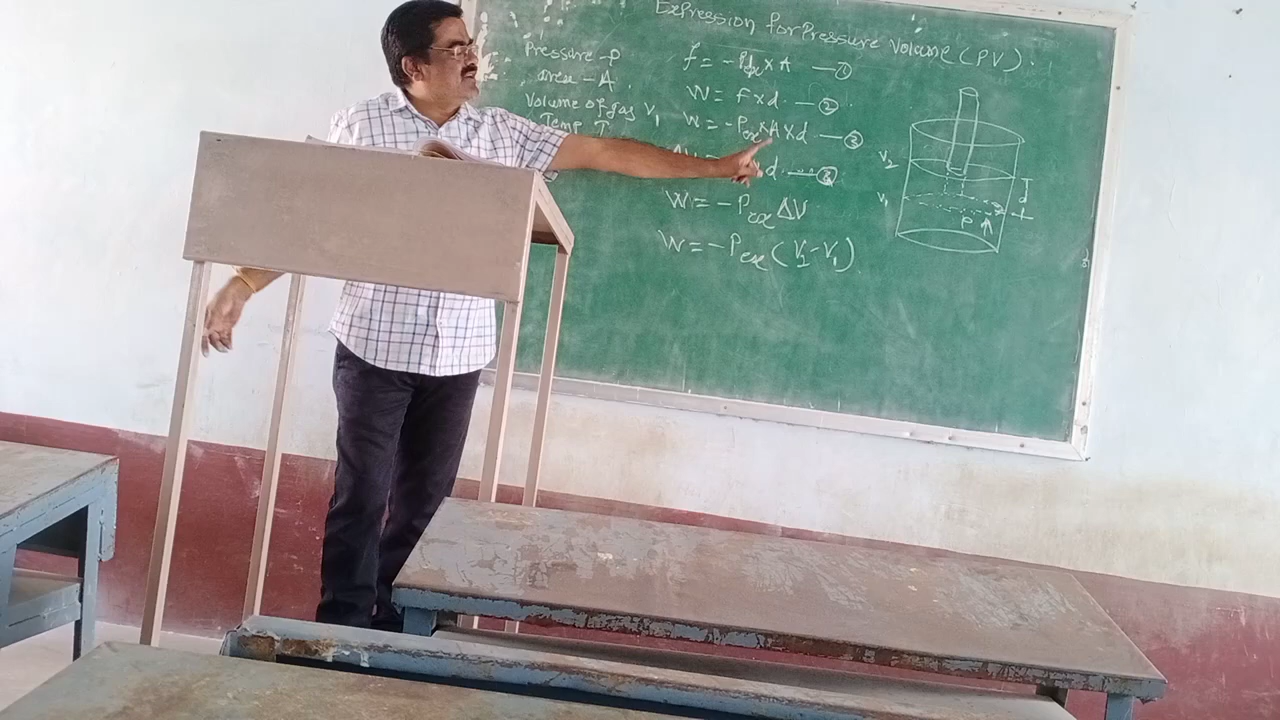 Expression for Pressure Volume (PV).
Pressure - P
Area - A
Volume of gas V₁
Temp T
f = - Pex × A — ①
W = f × d. — ②
W = - Pex × A × d — ③
d. — ④
W = - Pex ΔV
W = - Pex (V₂ - V₁)
V₂
V₁
d
P